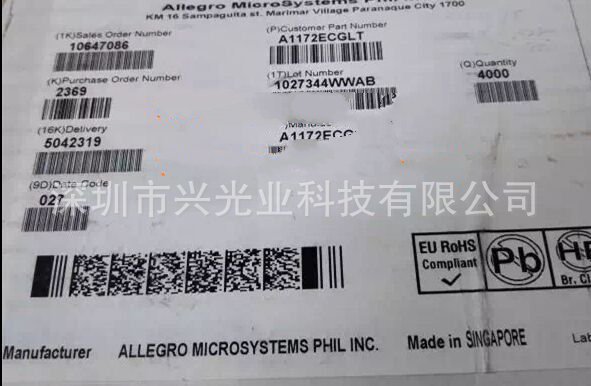 Allegro MicroSystems Phil
KM 16 Sampaguita st. Marimar Village Paranaque City 1700
(1K)Sales Order Number
10647086
(P)Customer Part Number
A1172ECGLT
(K)Purchase Order Number
2369
(1T)Lot Number
1027344WWAB
(Q)Quantity
4000
(16K)Delivery
5042319
A1172ECG
(9D)Date Code
027
深圳市兴光业科技有限公司
EU RoHS
Compliant
Pb
Br.
Manufacturer ALLEGRO MICROSYSTEMS PHIL INC. Made in SINGAPORE